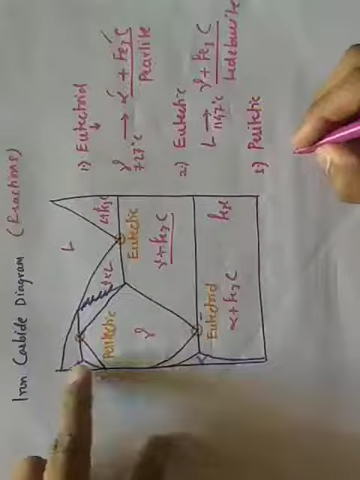 Iron Carbide Diagram (Reactions)
1) Eutectoid
γ → α + Fe3C
727°C Pearlite
2) Eutectic
L → γ + Fe3C
1147°C Ledeburite
3) Peritectic
L
L+Fe3C
γ+L
Eutectic
γ+Fe3C
Peritectic
γ
Eutectoid
α+Fe3C
Fe3C